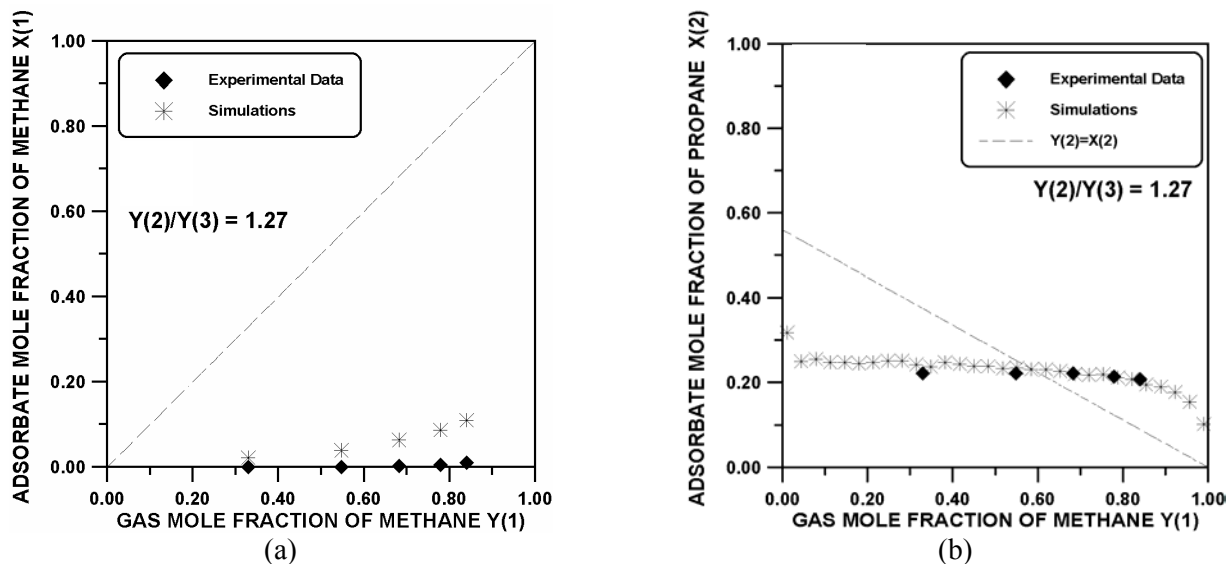 ADSORBATE MOLE FRACTION OF METHANE X(1)
1.00
0.80
0.60
0.40
0.20
0.00
Experimental Data
Simulations
Y(2)/Y(3) = 1.27
0.00 0.20 0.40 0.60 0.80 1.00
GAS MOLE FRACTION OF METHANE Y(1)
(a)
ADSORBATE MOLE FRACTION OF PROPANE X(2)
1.00
0.80
0.60
0.40
0.20
0.00
Experimental Data
Simulations
Y(2)=X(2)
Y(2)/Y(3) = 1.27
0.00 0.20 0.40 0.60 0.80 1.00
GAS MOLE FRACTION OF METHANE Y(1)
(b)